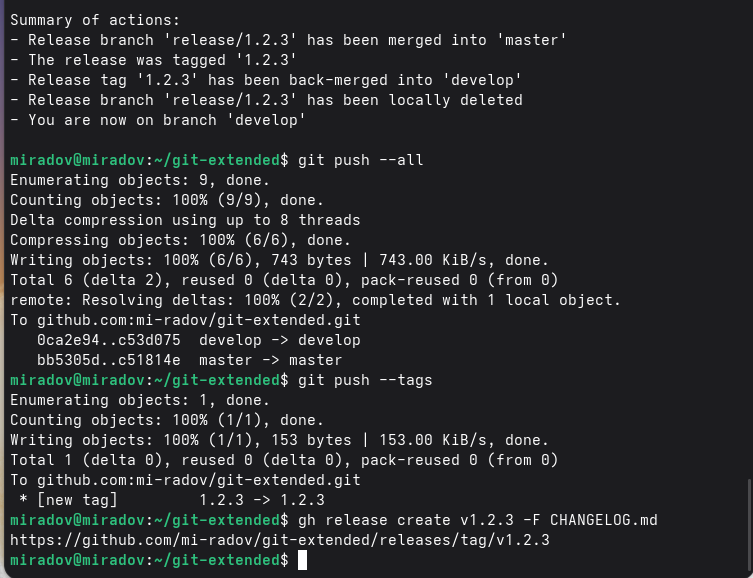 Summary of actions:
- Release branch 'release/1.2.3' has been merged into 'master'
- The release was tagged '1.2.3'
- Release tag '1.2.3' has been back-merged into 'develop'
- Release branch 'release/1.2.3' has been locally deleted
- You are now on branch 'develop'

miradov@miradov:~/git-extended$ git push --all
Enumerating objects: 9, done.
Counting objects: 100% (9/9), done.
Delta compression using up to 8 threads
Compressing objects: 100% (6/6), done.
Writing objects: 100% (6/6), 743 bytes | 743.00 KiB/s, done.
Total 6 (delta 2), reused 0 (delta 0), pack-reused 0 (from 0)
remote: Resolving deltas: 100% (2/2), completed with 1 local object.
To github.com:mi-radov/git-extended.git
   0ca2e94..c53d075  develop -> develop
   bb5305d..c51814e  master -> master
miradov@miradov:~/git-extended$ git push --tags
Enumerating objects: 1, done.
Counting objects: 100% (1/1), done.
Writing objects: 100% (1/1), 153 bytes | 153.00 KiB/s, done.
Total 1 (delta 0), reused 0 (delta 0), pack-reused 0 (from 0)
To github.com:mi-radov/git-extended.git
 * [new tag]         1.2.3 -> 1.2.3
miradov@miradov:~/git-extended$ gh release create v1.2.3 -F CHANGELOG.md
https://github.com/mi-radov/git-extended/releases/tag/v1.2.3
miradov@miradov:~/git-extended$